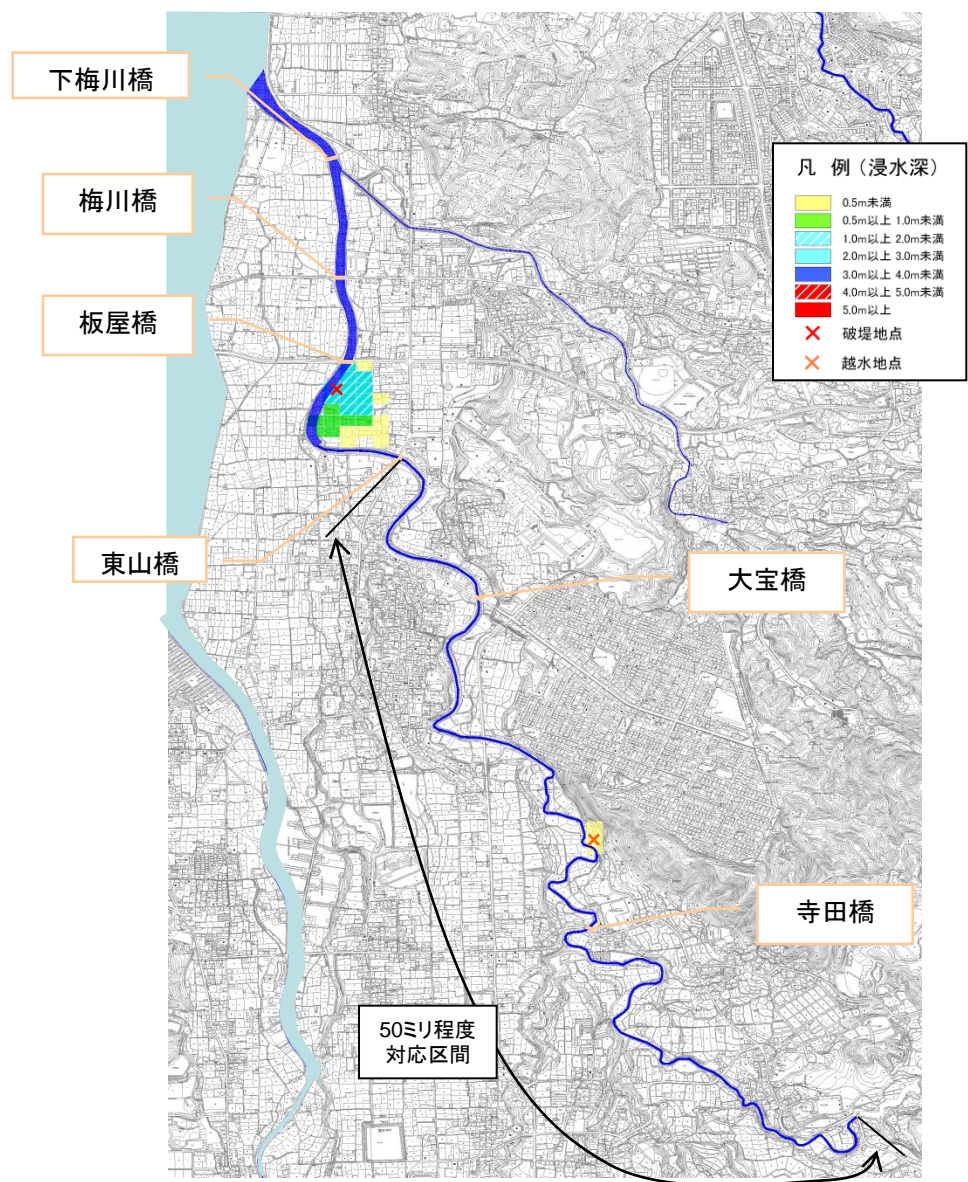 下梅川橋
梅川橋
板屋橋
東山橋
大宝橋
寺田橋
50ミリ程度
対応区間
凡 例 (浸水深)
0.5m未満
0.5m以上 1.0m未満
1.0m以上 2.0m未満
2.0m以上 3.0m未満
3.0m以上 4.0m未満
4.0m以上 5.0m未満
5.0m以上
破堤地点
越水地点